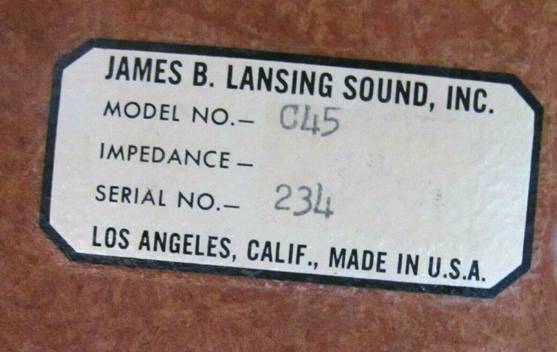 JAMES B. LANSING SOUND, INC.
MODEL NO.– C45
IMPEDANCE –
SERIAL NO.– 234
LOS ANGELES, CALIF., MADE IN U.S.A.